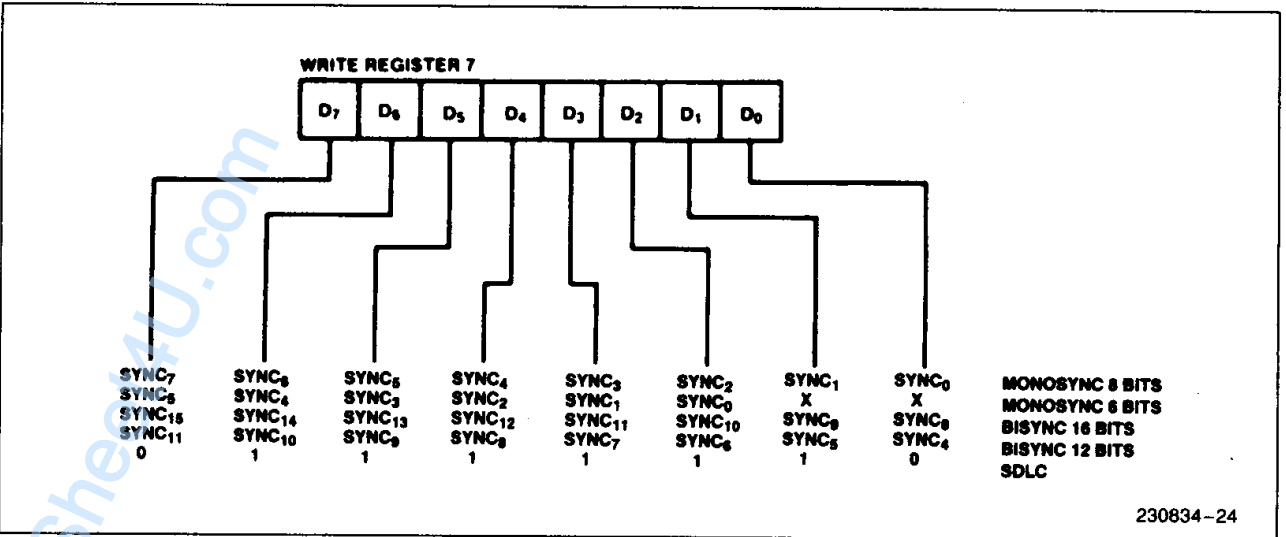 WRITE REGISTER 7
D₇ D₆ D₅ D₄ D₃ D₂ D₁ D₀
SYNC₇ SYNC₆ SYNC₅ SYNC₄ SYNC₃ SYNC₂ SYNC₁ SYNC₀ MONOSYNC 8 BITS
SYNC₅ SYNC₄ SYNC₃ SYNC₂ SYNC₁ SYNC₀ X X MONOSYNC 6 BITS
SYNC₁₅ SYNC₁₄ SYNC₁₃ SYNC₁₂ SYNC₁₁ SYNC₁₀ SYNC₉ SYNC₈ BISYNC 16 BITS
SYNC₁₁ SYNC₁₀ SYNC₉ SYNC₈ SYNC₇ SYNC₆ SYNC₅ SYNC₄ BISYNC 12 BITS
0 1 1 1 1 1 1 0 SDLC
230834–24
heet4U.com